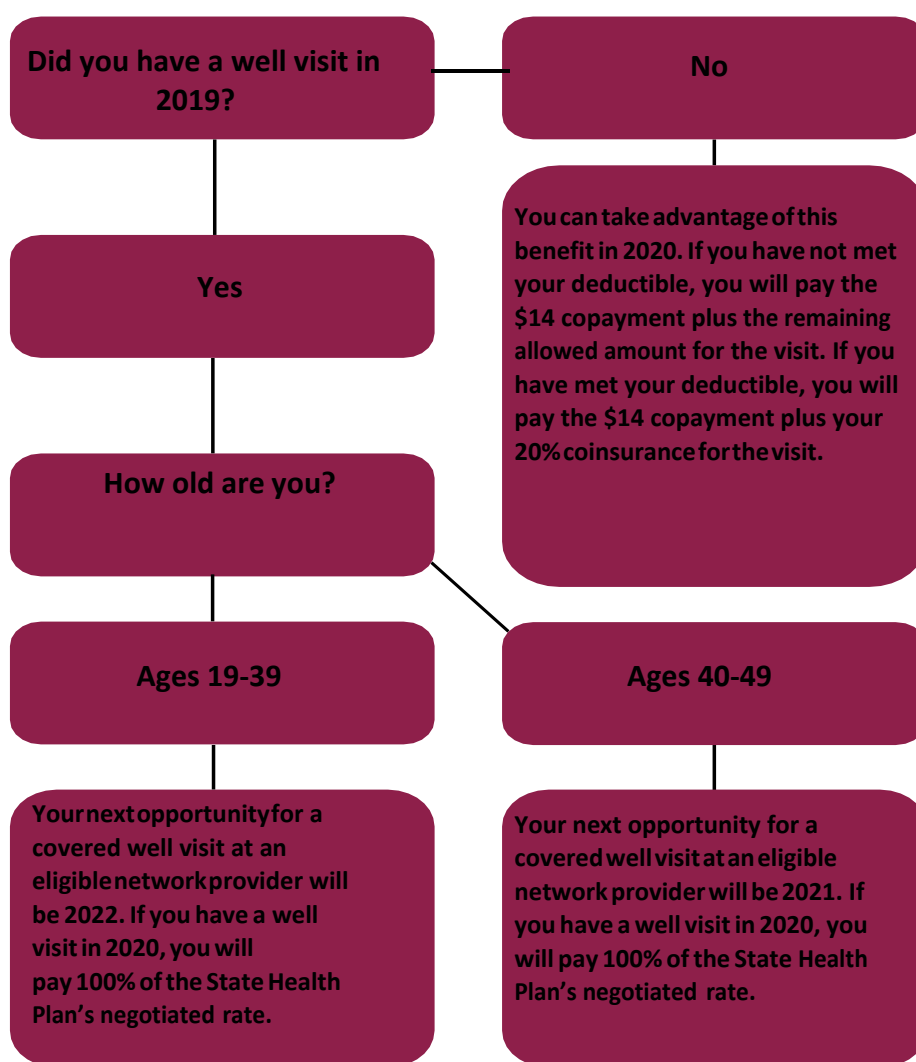 Did you have a well visit in
2019?
No
You can take advantage of this
benefit in 2020. If you have not met
your deductible, you will pay the
$14 copayment plus the remaining
allowed amount for the visit. If you
have met your deductible, you will
pay the $14 copayment plus your
20% coinsurance for the visit.
Yes
How old are you?
Ages 19-39
Ages 40-49
Your next opportunity for a
covered well visit at an
eligible network provider will
be 2022. If you have a well
visit in 2020, you will
pay 100% of the State Health
Plan’s negotiated rate.
Your next opportunity for a
covered well visit at an eligible
network provider will be 2021. If
you have a well visit in 2020, you
will pay 100% of the State Health
Plan’s negotiated rate.